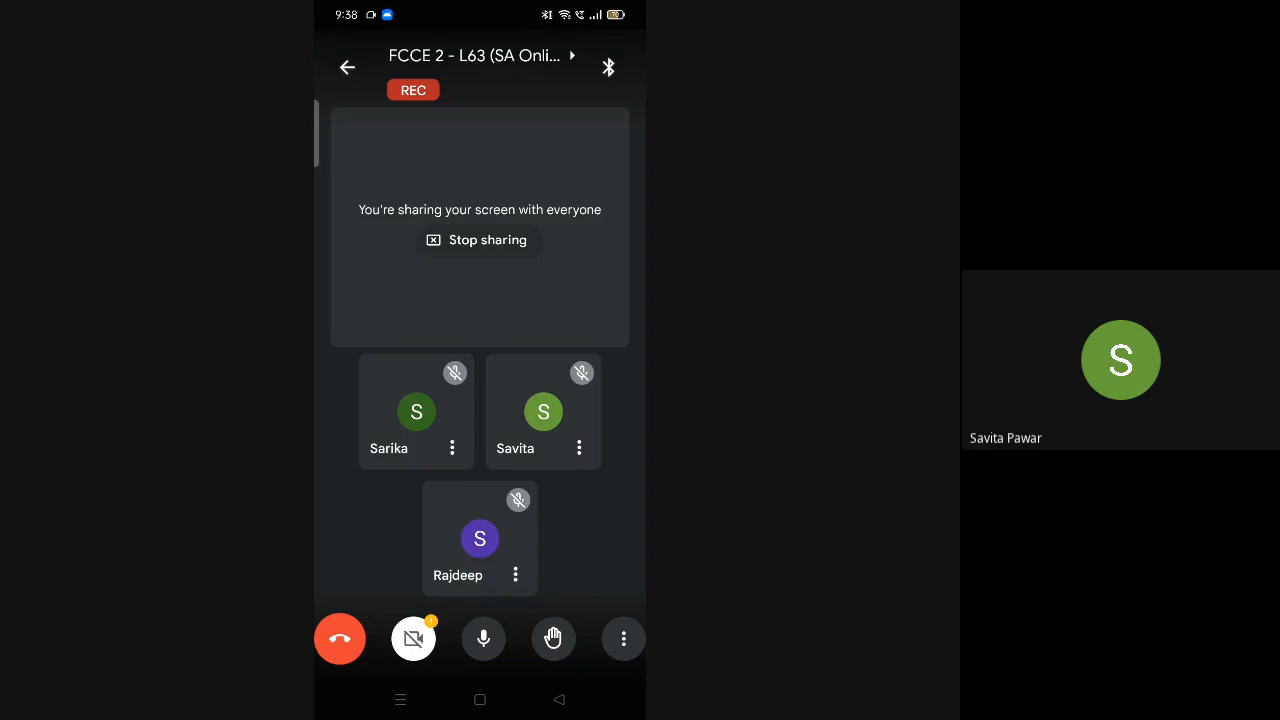 9:38
70
FCCE 2 - L63 (SA Onli...
REC
You're sharing your screen with everyone
Stop sharing
S
Sarika
S
Savita
S
Rajdeep
S
Savita Pawar